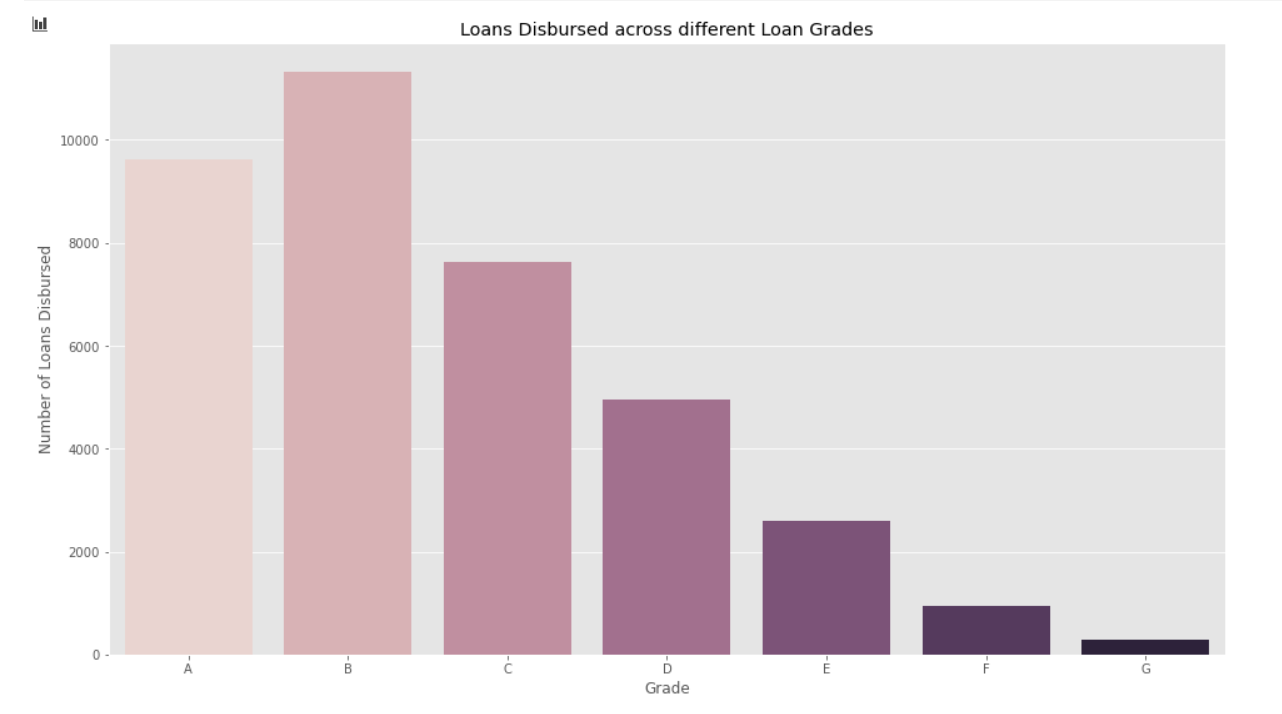 Loans Disbursed across different Loan Grades
Number of Loans Disbursed
10000
8000
6000
4000
2000
0
A B C D E F G
Grade